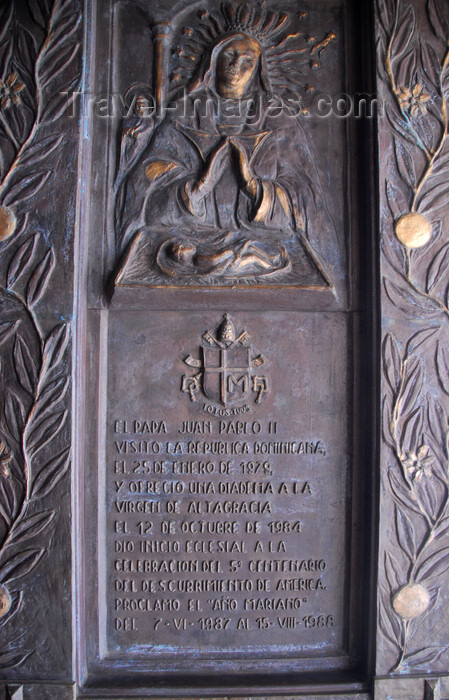 Travel-Images.com
TOTUS TUUS
EL PAPA JUAN PABLO II
VISITO LA REPUBLICA DOMINICANA,
EL 25 DE ENERO DE 1979,
Y OFRECIO UNA DIADEMA A LA
VIRGEN DE ALTAGRACIA
EL 12 DE OCTUBRE DE 1984
DIO INICIO ECLESIAL A LA
CELEBRACION DEL 5º CENTENARIO
DEL DESCUBRIMIENTO DE AMERICA.
PROCLAMO EL "AÑO MARIANO"
DEL 7-VI-1987 AL 15-VIII-1988